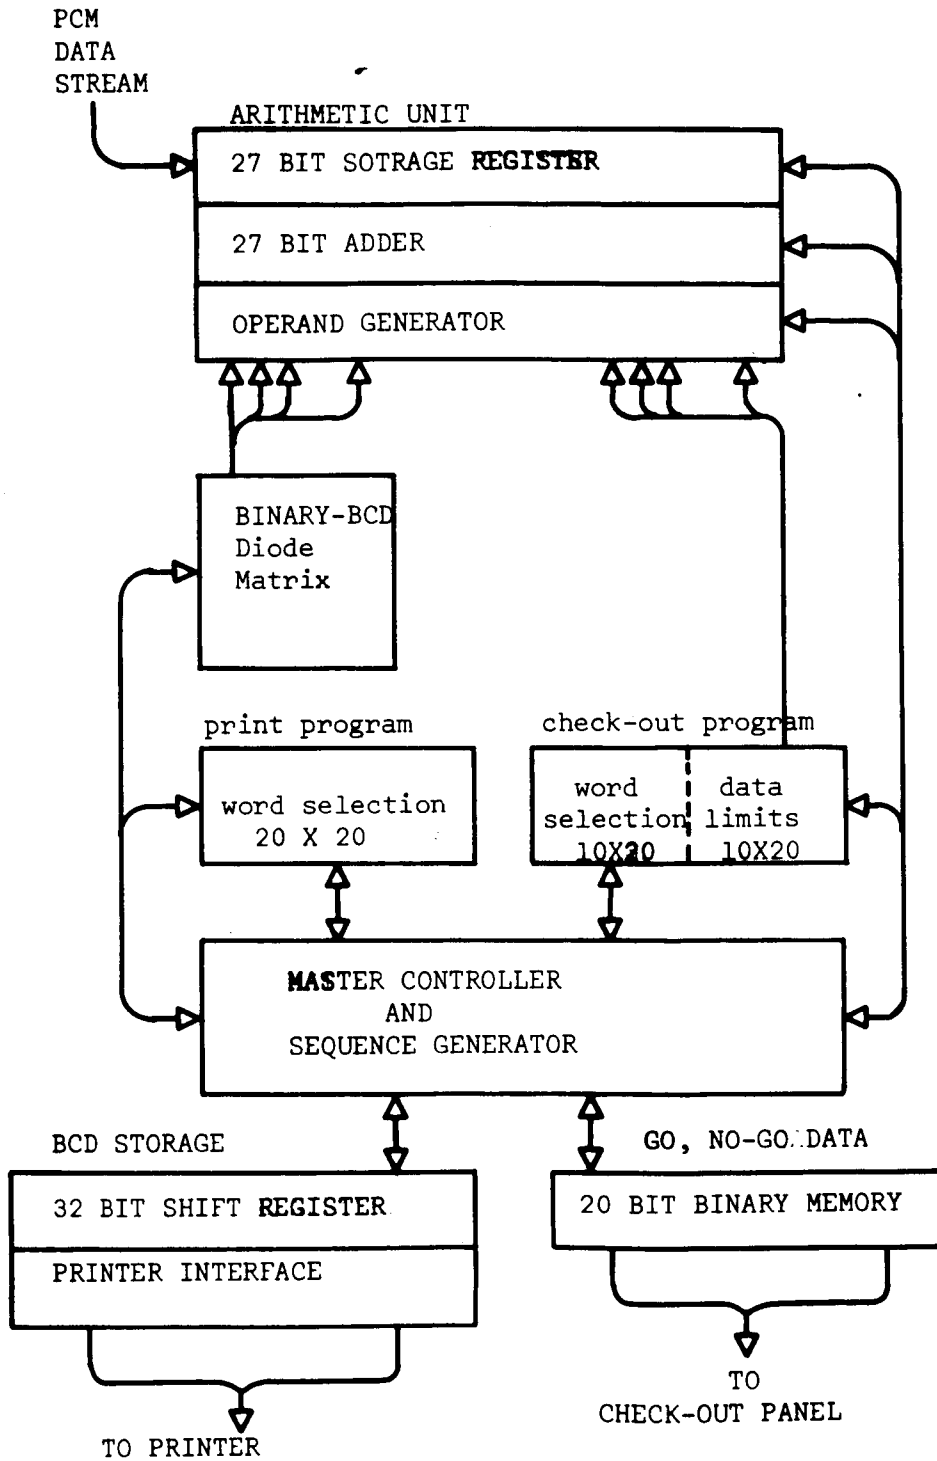 PCM
DATA
STREAM
ARITHMETIC UNIT
27 BIT SOTRAGE REGISTER
27 BIT ADDER
OPERAND GENERATOR
BINARY-BCD
Diode
Matrix
print program
word selection
20 X 20
check-out program
word
selection
10X20
data
limits
10X20
MASTER CONTROLLER
AND
SEQUENCE GENERATOR
BCD STORAGE
32 BIT SHIFT REGISTER
PRINTER INTERFACE
TO PRINTER
GO, NO-GO DATA
20 BIT BINARY MEMORY
TO
CHECK-OUT PANEL